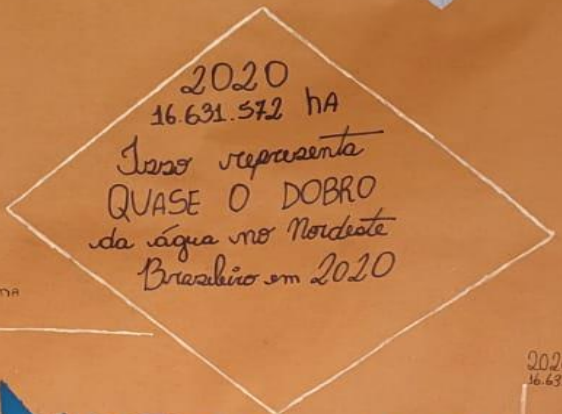 2020
16.631.572 hA
Isso representa
QUASE O DOBRO
da água no Nordeste
Brasileiro em 2020